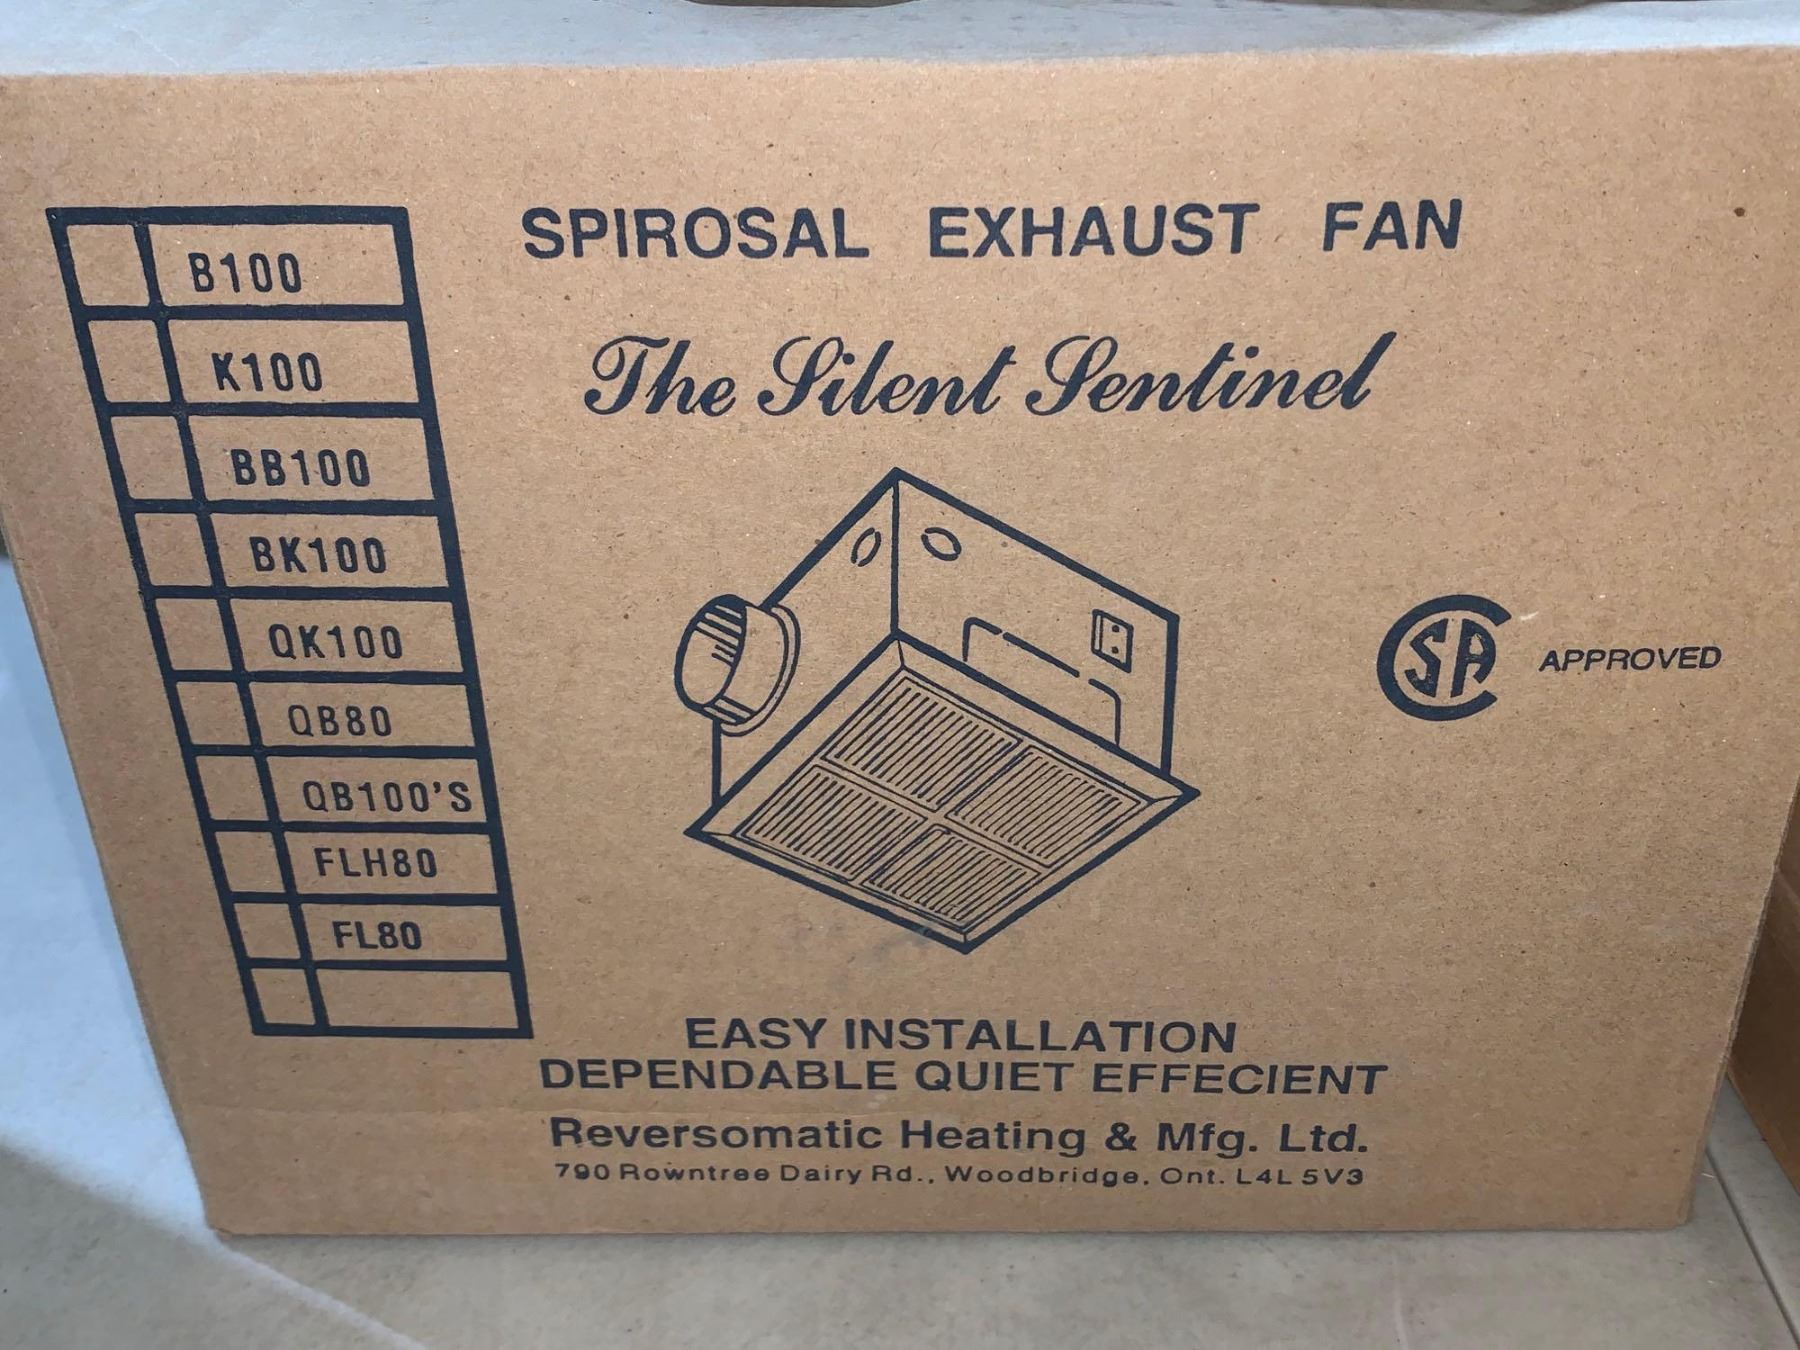 SPIROSAL EXHAUST FAN
The Silent Sentinel
B100
K100
BB100
BK100
QK100
QB80
QB100'S
FLH80
FL80
CSA APPROVED
EASY INSTALLATION
DEPENDABLE QUIET EFFECIENT
Reversomatic Heating & Mfg. Ltd.
790 Rowntree Dairy Rd., Woodbridge, Ont. L4L 5V3